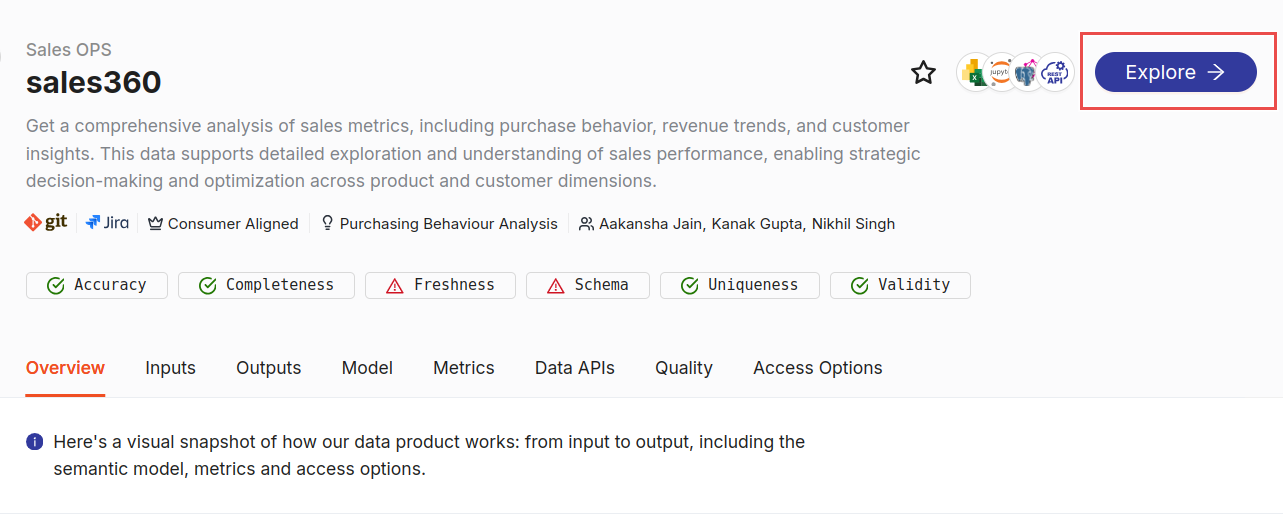 Sales OPS
sales360
Explore
jupyt
REST
API
Get a comprehensive analysis of sales metrics, including purchase behavior, revenue trends, and customer
insights. This data supports detailed exploration and understanding of sales performance, enabling strategic
decision-making and optimization across product and customer dimensions.
git Jira Consumer Aligned Purchasing Behaviour Analysis Aakansha Jain, Kanak Gupta, Nikhil Singh
Accuracy Completeness Freshness Schema Uniqueness Validity
Overview Inputs Outputs Model Metrics Data APIs Quality Access Options
Here's a visual snapshot of how our data product works: from input to output, including the
semantic model, metrics and access options.